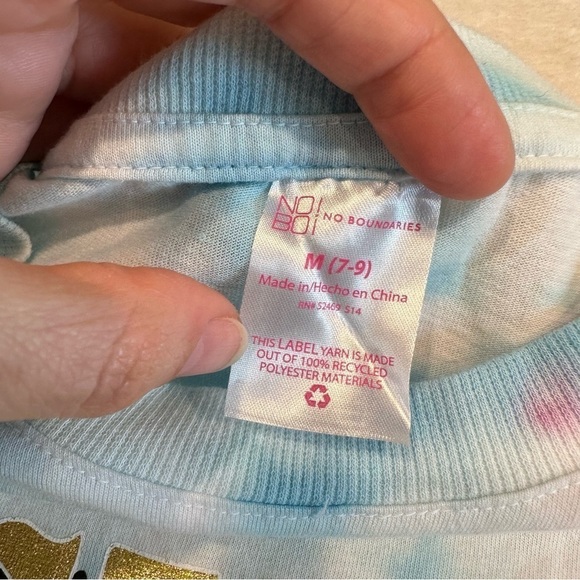 NO!
BOi
NO BOUNDARIES
M (7-9)
Made in/Hecho en China
RN# 52469 514
THIS LABEL YARN IS MADE
OUT OF 100% RECYCLED
POLYESTER MATERIALS